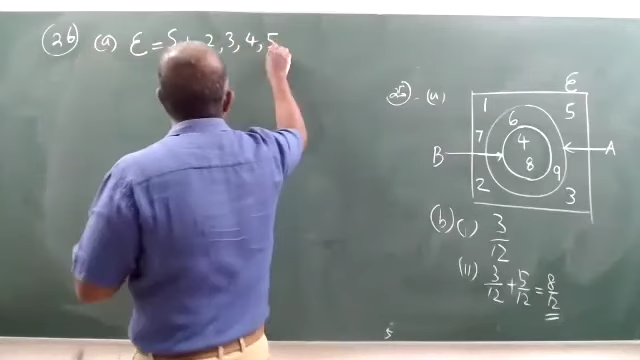 (26) (a) ℰ = {1, 2, 3, 4, 5
25 - (a)
ℰ
1 5
6
7 4
B A
8
9
2 3
(b) (i) 3/12
(ii) 3/12 + 5/12 = 8/12